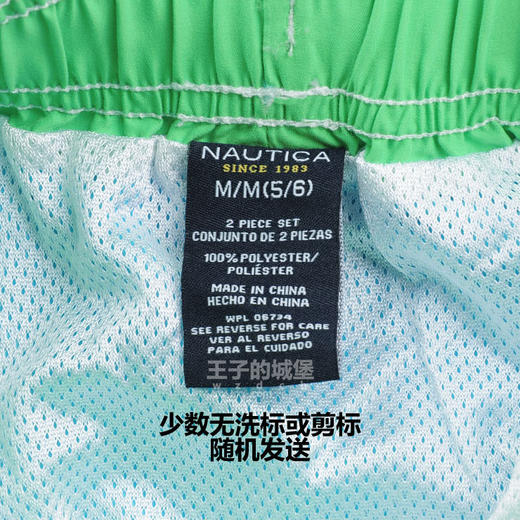 NAUTICA
SINCE 1983
M/M(5/6)
2 PIECE SET
CONJUNTO DE 2 PIEZAS
100% POLYESTER/
POLIÉSTER
MADE IN CHINA
HECHO EN CHINA
WPL 06734
SEE REVERSE FOR CARE
VER AL REVERSO
PARA EL CUIDADO
王子的城堡
少数无洗标或剪标
随机发送